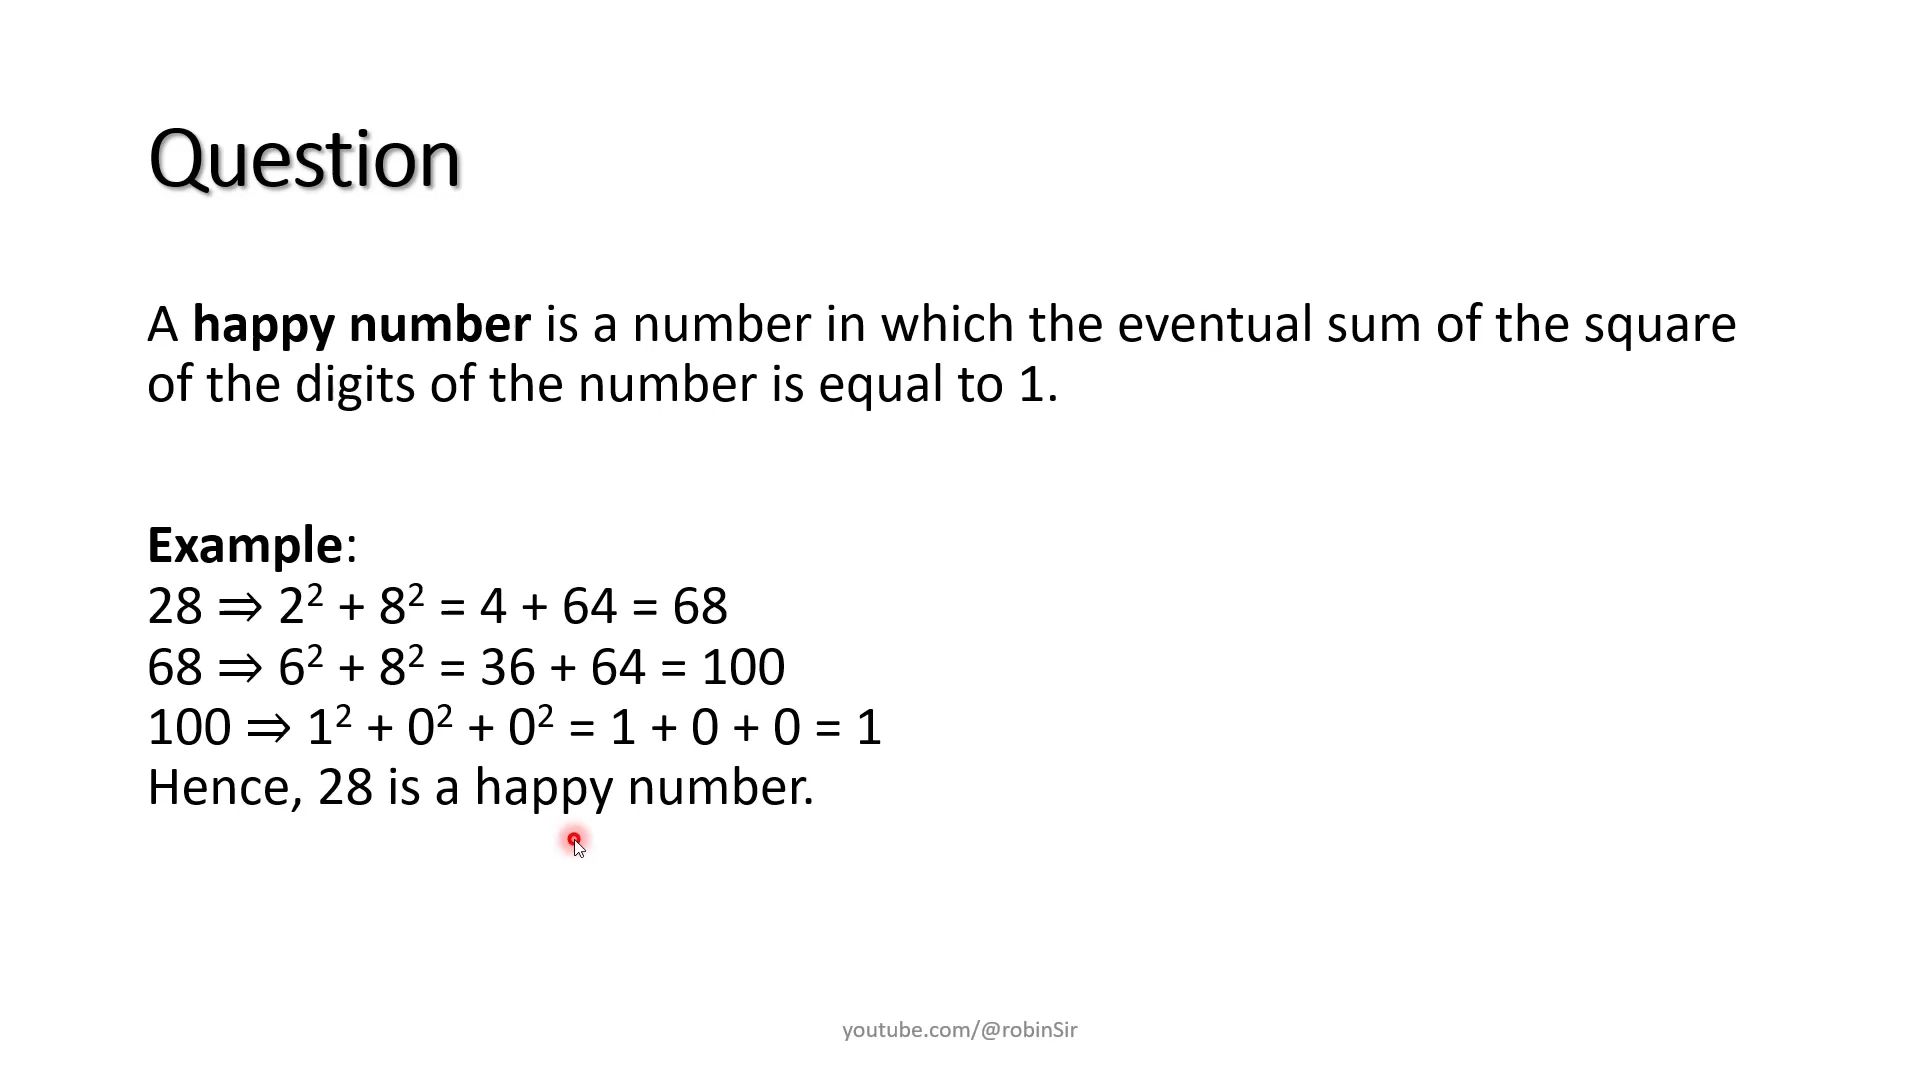 Question
A happy number is a number in which the eventual sum of the square
of the digits of the number is equal to 1.
Example:
28 ⇒ 2² + 8² = 4 + 64 = 68
68 ⇒ 6² + 8² = 36 + 64 = 100
100 ⇒ 1² + 0² + 0² = 1 + 0 + 0 = 1
Hence, 28 is a happy number.
youtube.com/@robinSir